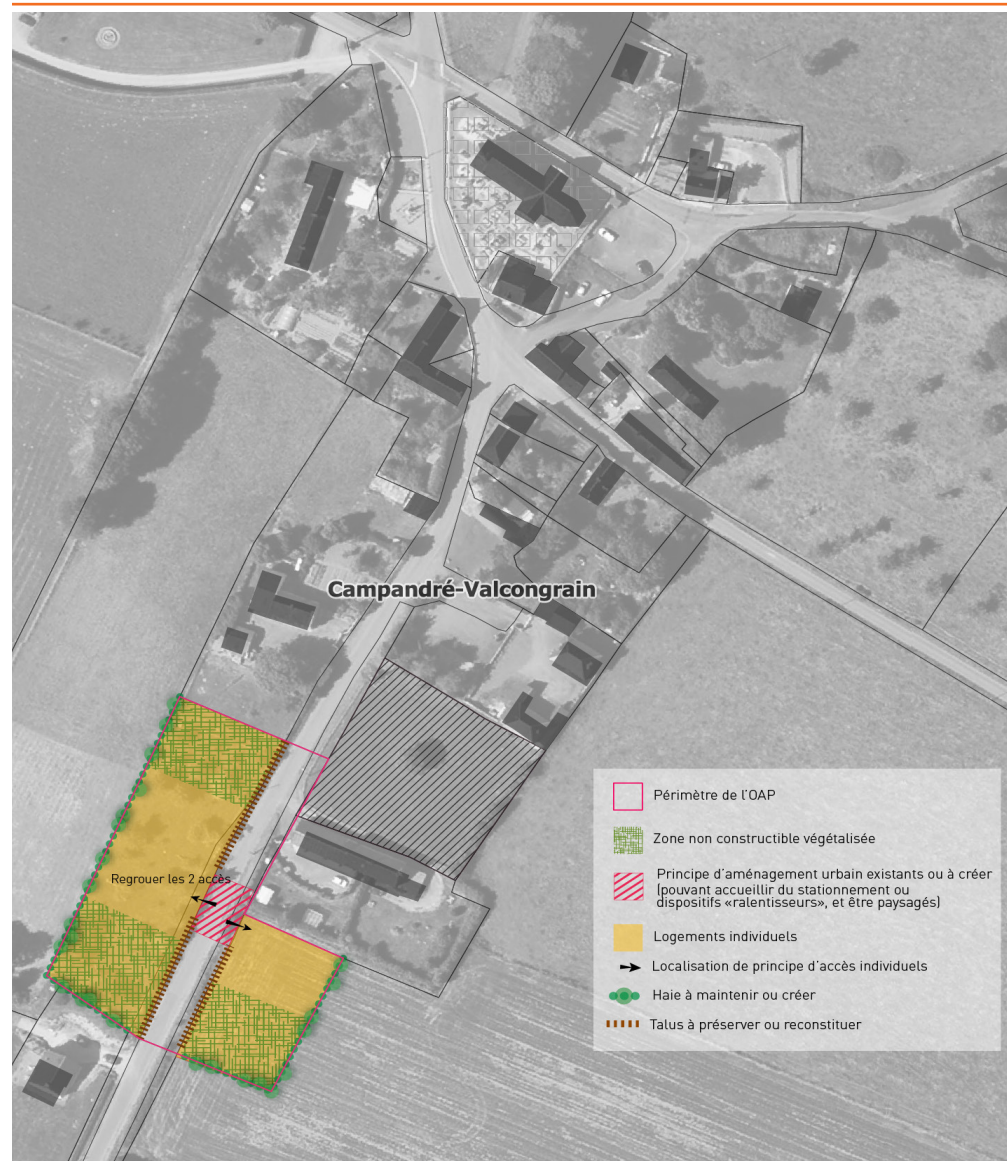 Campandré-Valcongrain
Regrouer les 2 accès
Périmètre de l'OAP
Zone non constructible végétalisée
Principe d'aménagement urbain existants ou à créer
(pouvant accueillir du stationnement ou
dispositifs «ralentisseurs», et être paysagés)
Logements individuels
Localisation de principe d'accès individuels
Haie à maintenir ou créer
Talus à préserver ou reconstituer